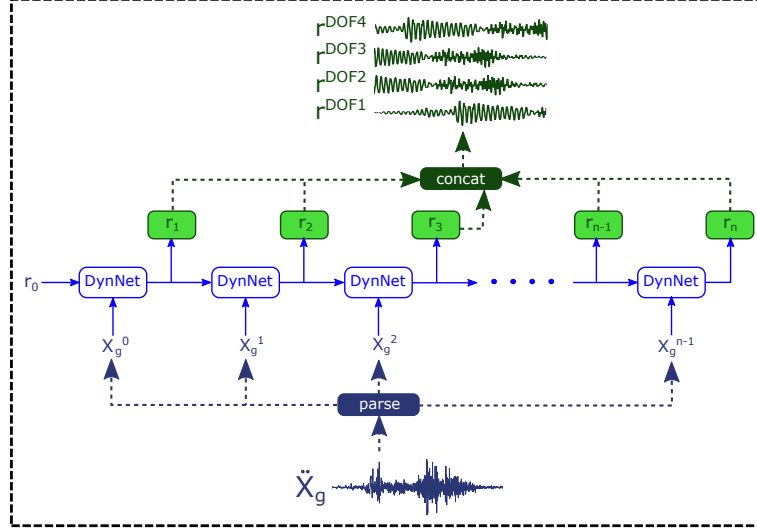 r^DOF4
r^DOF3
r^DOF2
r^DOF1
concat
r_1 r_2 r_3 r_{n-1} r_n
r_0 DynNet DynNet DynNet DynNet
X_g^0 X_g^1 X_g^2 X_g^{n-1}
parse
Ẍ_g